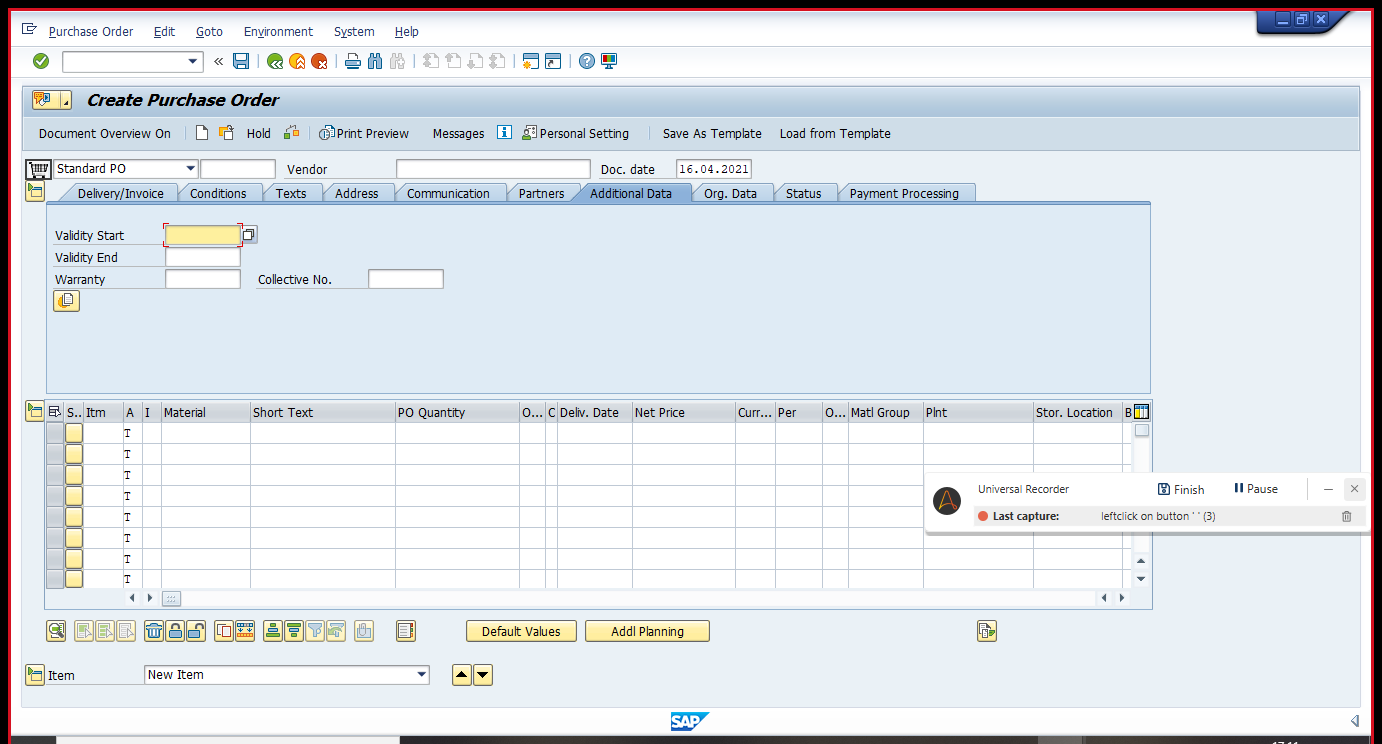 Purchase Order Edit Goto Environment System Help
Create Purchase Order
Document Overview On Hold Print Preview Messages Personal Setting Save As Template Load from Template
Standard PO Vendor Doc. date 16.04.2021
Delivery/Invoice Conditions Texts Address Communication Partners Additional Data Org. Data Status Payment Processing
Validity Start
Validity End
Warranty Collective No.
S.. Itm A I Material Short Text PO Quantity O... C Deliv. Date Net Price Curr... Per O... Matl Group Plnt Stor. Location B
T
T
T
T
T
T
T
T
Universal Recorder Finish Pause
Last capture: leftclick on button ' ' (3)
Default Values Addl Planning
Item New Item
SAP